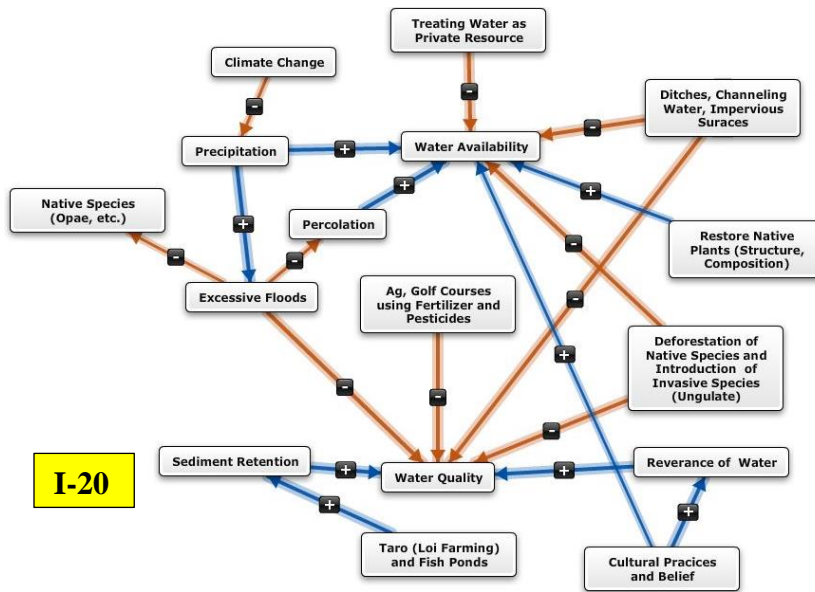 Treating Water as
Private Resource
Climate Change
-
-
Ditches, Channeling
Water, Impervious
Suraces
-
Precipitation
+
Water Availability
+
+
Native Species
(Opae, etc.)
Percolation
+
-
-
-
Restore Native
Plants (Structure,
Composition)
Excessive Floods
Ag, Golf Courses
using Fertilizer and
Pesticides
-
Deforestation of
Native Species and
Introduction of
Invasive Species
(Ungulate)
+
-
-
-
Sediment Retention
+
Water Quality
+
Reverance of Water
I-20
+
+
Taro (Loi Farming)
and Fish Ponds
Cultural Pracices
and Belief